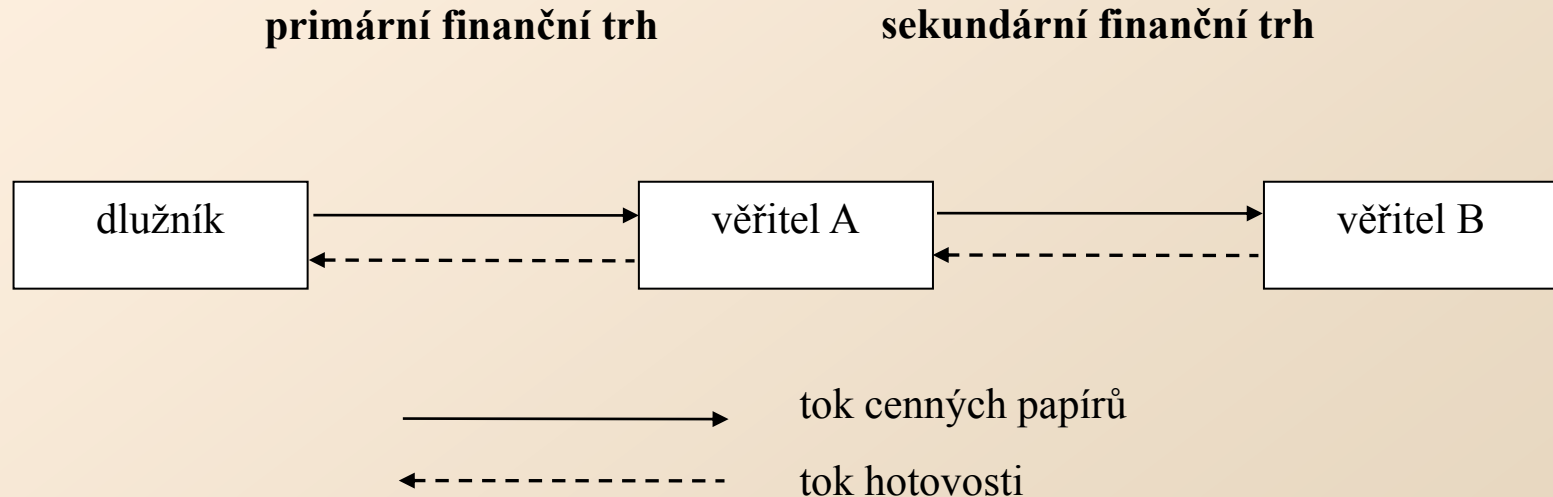 primární finanční trh
sekundární finanční trh
dlužník
věřitel A
věřitel B
tok cenných papírů
tok hotovosti